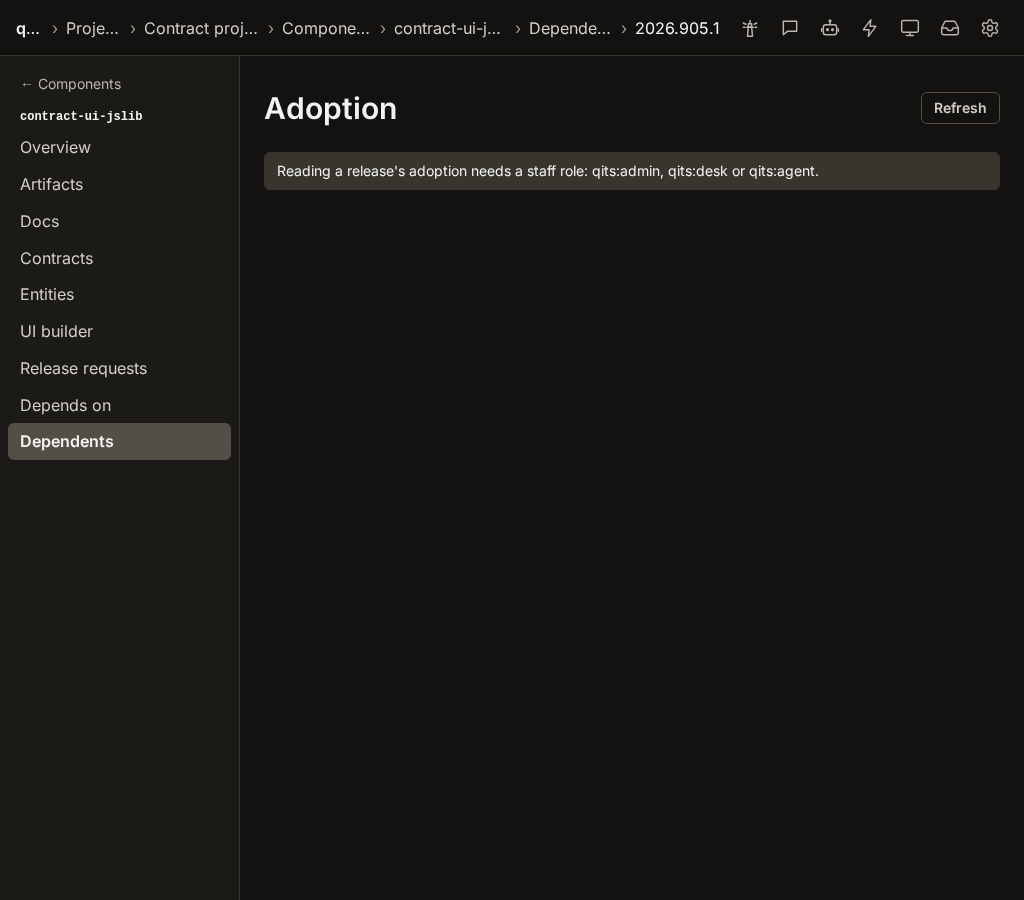 q... › Proje... › Contract proj... › Compone... › contract-ui-j... › Depende... › 2026.905.1
← Components
contract-ui-jslib
Overview
Artifacts
Docs
Contracts
Entities
UI builder
Release requests
Depends on
Dependents
Adoption
Refresh
Reading a release's adoption needs a staff role: qits:admin, qits:desk or qits:agent.